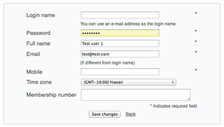 Login name *
You can use an e-mail address as the login name
Password ******** *
Full name Test user 1 *
Email test@test.com *
(if different from login name)
Mobile *
Time zone (GMT-10:00) Hawaii
Membership number
* Indicates required field
Save changes Back